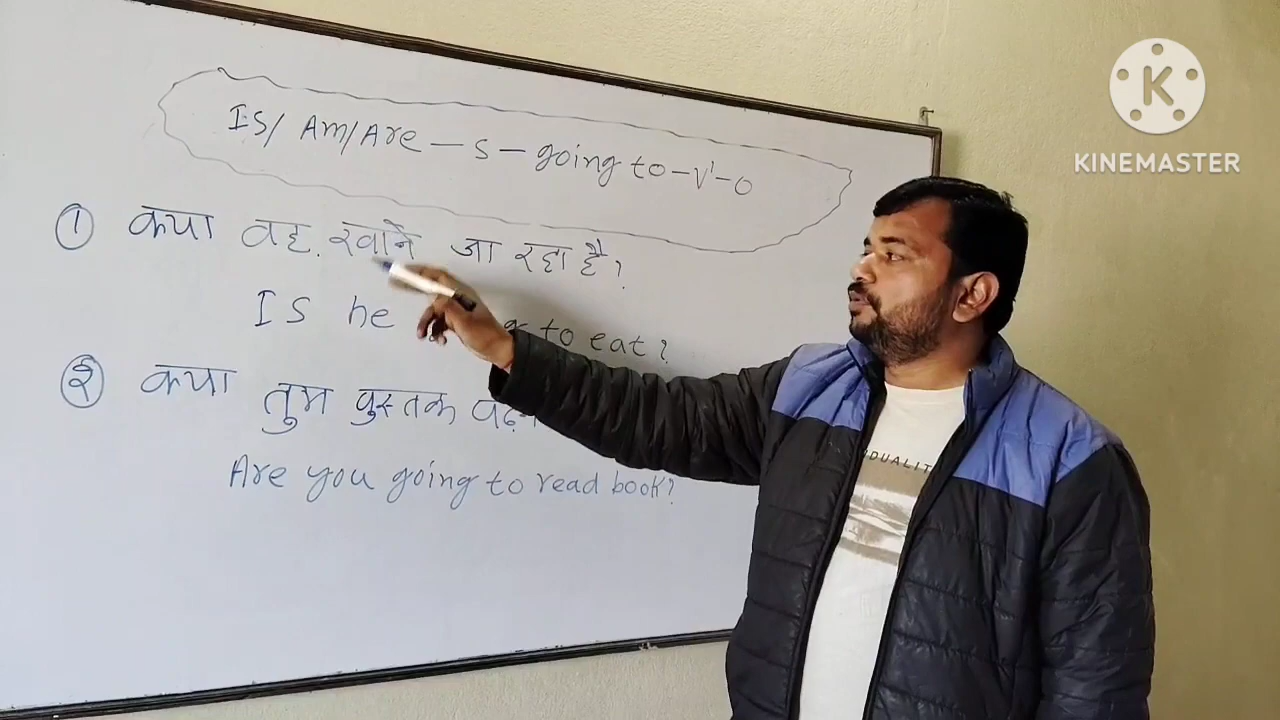 Is/ Am/Are – s – going to – V¹ – o
① क्या वह खाने जा रहा है?
Is he to eat?
② क्या तुम पुस्तक
Are you going to read book?
DUALIT
K
KINEMASTER